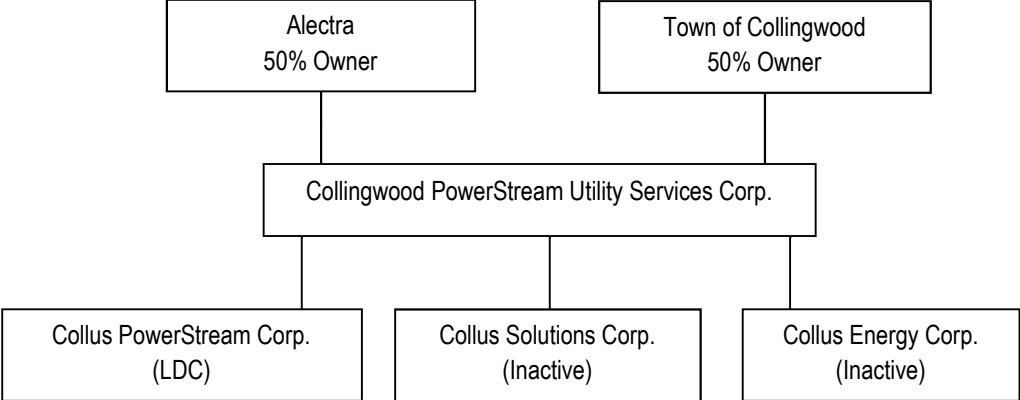 Alectra
50% Owner
Town of Collingwood
50% Owner
Collingwood PowerStream Utility Services Corp.
Collus PowerStream Corp.
(LDC)
Collus Solutions Corp.
(Inactive)
Collus Energy Corp.
(Inactive)